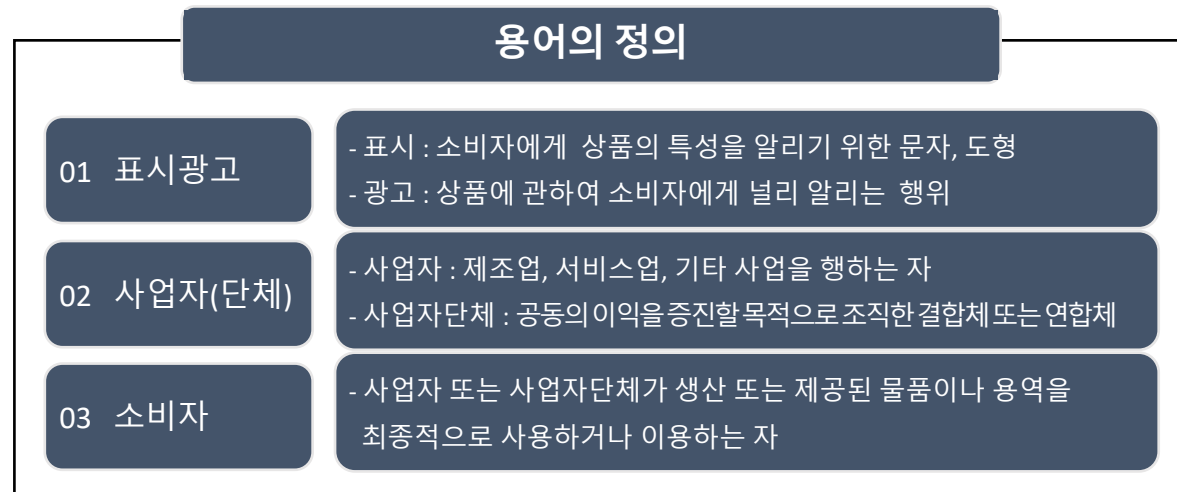 용어의 정의
01 표시광고
- 표시 : 소비자에게 상품의 특성을 알리기 위한 문자, 도형
- 광고 : 상품에 관하여 소비자에게 널리 알리는 행위
02 사업자(단체)
- 사업자 : 제조업, 서비스업, 기타 사업을 행하는 자
- 사업자단체 : 공동의 이익을 증진할 목적으로 조직한 결합체 또는 연합체
03 소비자
- 사업자 또는 사업자단체가 생산 또는 제공된 물품이나 용역을
최종적으로 사용하거나 이용하는 자